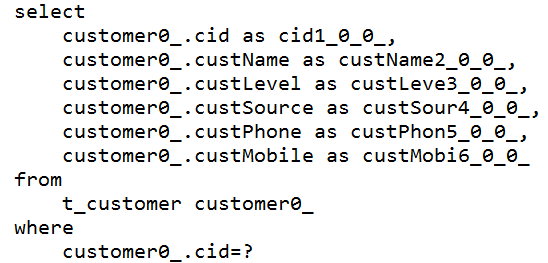 select
    customer0_.cid as cid1_0_0_,
    customer0_.custName as custName2_0_0_,
    customer0_.custLevel as custLeve3_0_0_,
    customer0_.custSource as custSour4_0_0_,
    customer0_.custPhone as custPhon5_0_0_,
    customer0_.custMobile as custMobi6_0_0_
from
    t_customer customer0_
where
    customer0_.cid=?